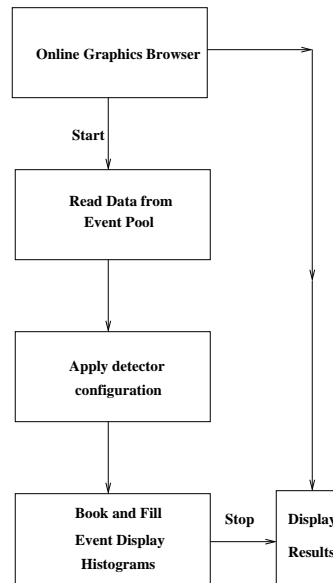 Online Graphics Browser
Start
Read Data from
Event Pool
Apply detector
configuration
Book and Fill
Event Display
Histograms
Stop
Display
Results